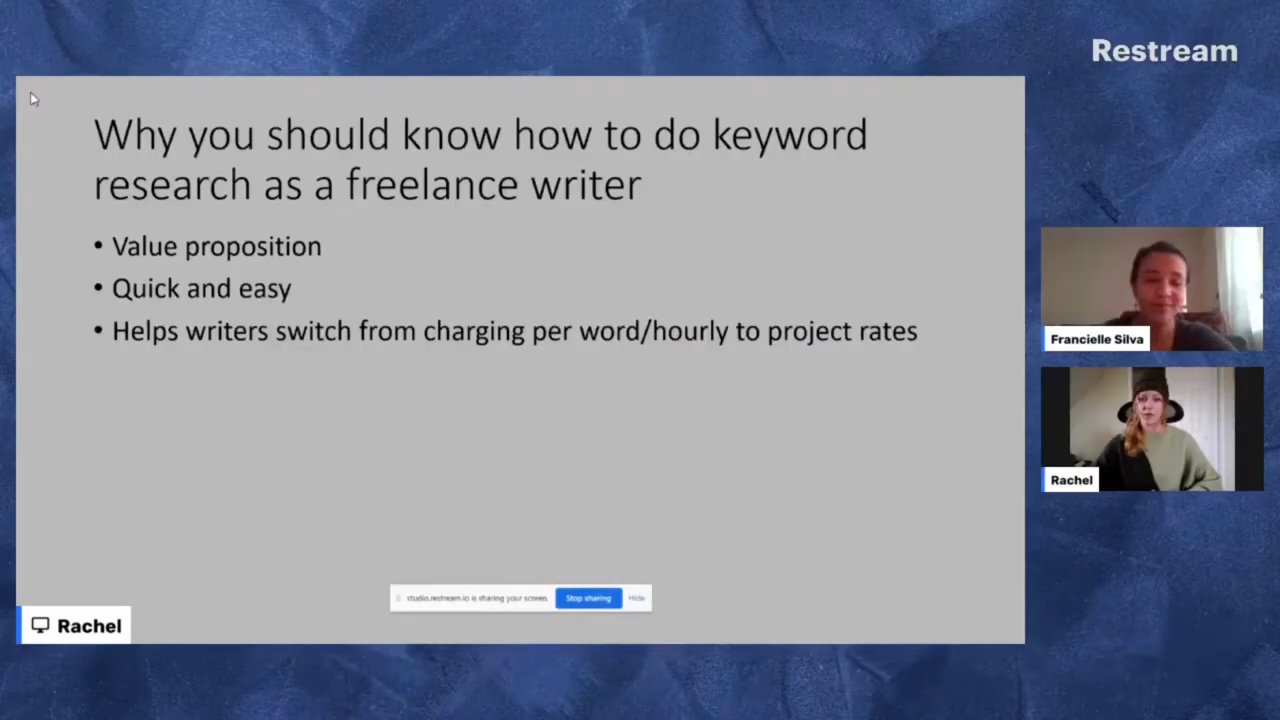 Restream
Why you should know how to do keyword
research as a freelance writer
• Value proposition
• Quick and easy
• Helps writers switch from charging per word/hourly to project rates
Francielle Silva
Rachel
studio.restream.io is sharing your screen.
Stop sharing
Hide
Rachel